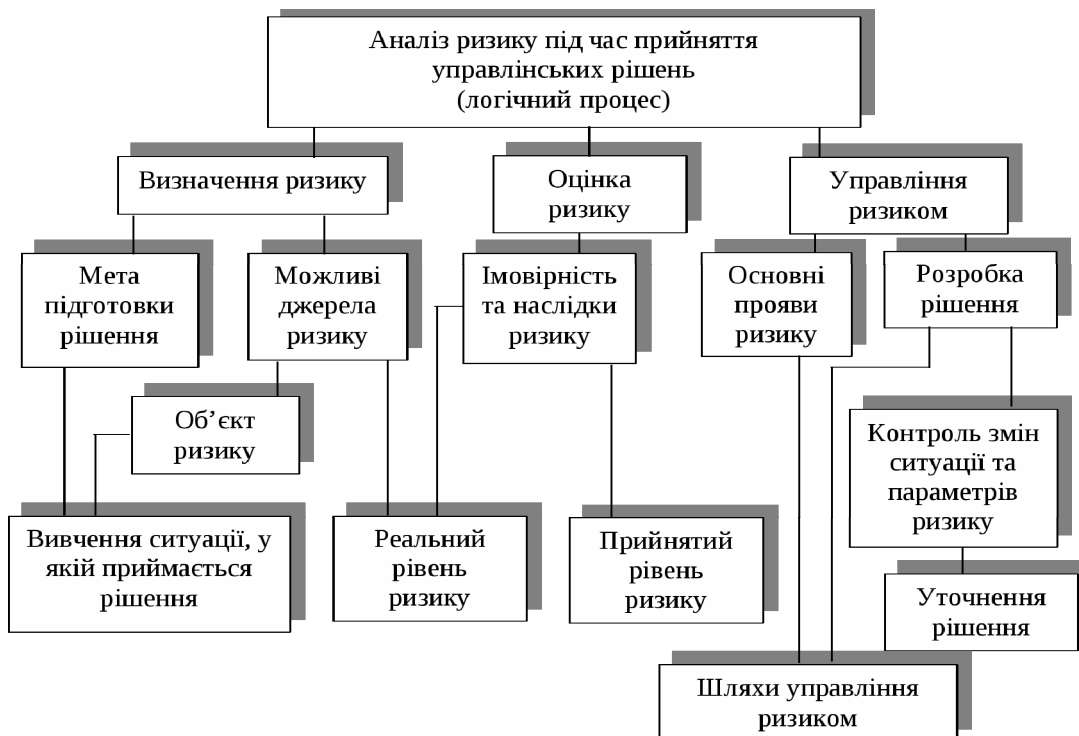 Аналіз ризику під час прийняття
управлінських рішень
(логічний процес)
Визначення ризику
Оцінка
ризику
Управління
ризиком
Мета
підготовки
рішення
Можливі
джерела
ризику
Імовірність
та наслідки
ризику
Основні
прояви
ризику
Розробка
рішення
Об’єкт
ризику
Контроль змін
ситуації та
параметрів
ризику
Вивчення ситуації, у
якій приймається
рішення
Реальний
рівень
ризику
Прийнятий
рівень
ризику
Уточнення
рішення
Шляхи управління
ризиком